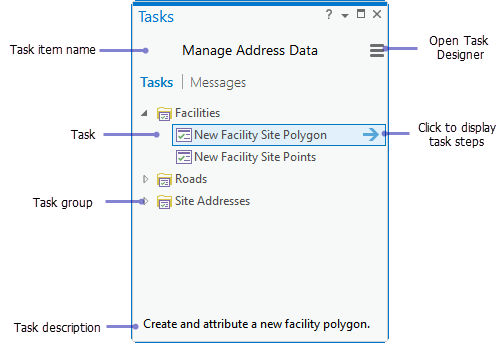 Tasks
?
Task item name
Manage Address Data
Open Task
Designer
Tasks | Messages
Facilities
Task
New Facility Site Polygon
Click to display
task steps
New Facility Site Points
Roads
Task group
Site Addresses
Task description
Create and attribute a new facility polygon.